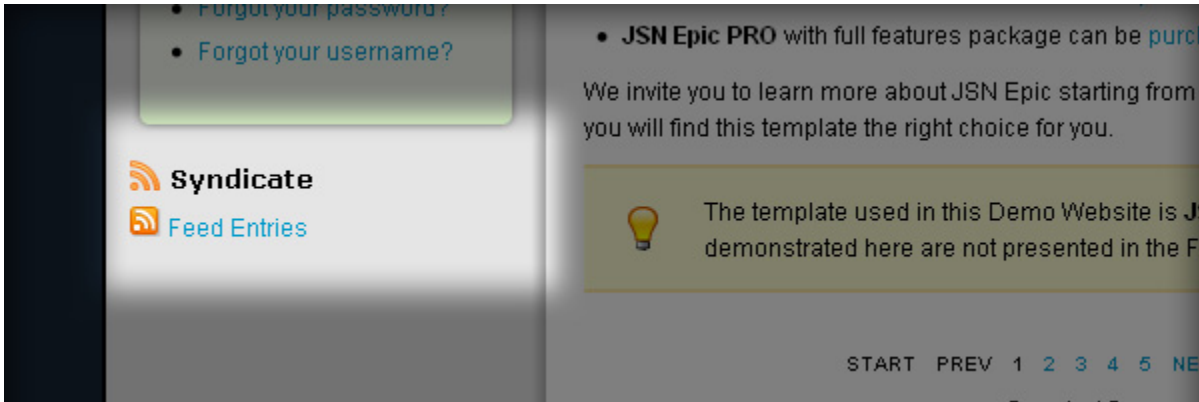 Forgot your password?
Forgot your username?
Syndicate
Feed Entries
JSN Epic PRO with full features package can be
We invite you to learn more about JSN Epic starting from
you will find this template the right choice for you.
The template used in this Demo Website is
demonstrated here are not presented in the
START PREV 1 2 3 4 5